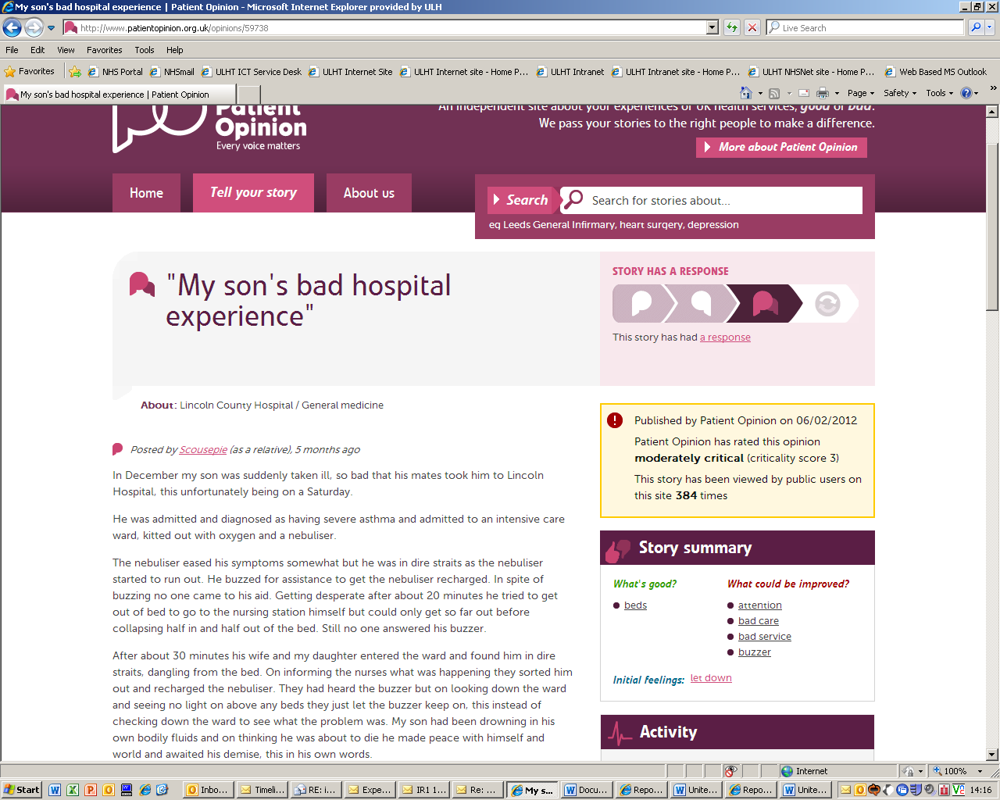 My son's bad hospital experience | Patient Opinion - Microsoft Internet Explorer provided by ULH
http://www.patientopinion.org.uk/opinions/59738
Live Search
File Edit View Favorites Tools Help
Favorites NHS Portal NHSmail ULHT ICT Service Desk ULHT Internet Site ULHT Internet site - Home P... ULHT Intranet ULHT Intranet site - Home P... ULHT NHSNet site - Home P... Web Based MS Outlook
My son's bad hospital experience | Patient Opinion
Page Safety Tools
Patient
Opinion
Every voice matters
An independent site about your experiences of UK health services, good or bad.
We pass your stories to the right people to make a difference.
More about Patient Opinion
Home Tell your story About us
Search Search for stories about...
eg Leeds General Infirmary, heart surgery, depression
"My son's bad hospital
experience"
STORY HAS A RESPONSE
This story has had a response
About: Lincoln County Hospital / General medicine
Posted by Scousepie (as a relative), 5 months ago
In December my son was suddenly taken ill, so bad that his mates took him to Lincoln
Hospital, this unfortunately being on a Saturday.
He was admitted and diagnosed as having severe asthma and admitted to an intensive care
ward, kitted out with oxygen and a nebuliser.
The nebuliser eased his symptoms somewhat but he was in dire straits as the nebuliser
started to run out. He buzzed for assistance to get the nebuliser recharged. In spite of
buzzing no one came to his aid. Getting desperate after about 20 minutes he tried to get
out of bed to go to the nursing station himself but could only get so far out before
collapsing half in and half out of the bed. Still no one answered his buzzer.
After about 30 minutes his wife and my daughter entered the ward and found him in dire
straits, dangling from the bed. On informing the nurses what was happening they sorted him
out and recharged the nebuliser. They had heard the buzzer but on looking down the ward
and seeing no light on above any beds they just let the buzzer keep on, this instead of
checking down the ward to see what the problem was. My son had been drowning in his
own bodily fluids and on thinking he was about to die he made peace with himself and
world and awaited his demise, this in his own words.
Published by Patient Opinion on 06/02/2012
Patient Opinion has rated this opinion
moderately critical (criticality score 3)
This story has been viewed by public users on
this site 384 times
Story summary
What's good? What could be improved?
beds attention
bad care
bad service
buzzer
Initial feelings: let down
Activity
Internet 100%
Start Inbo... Timeli... RE: i... Expe... IR1 1... Re: ... My s... Docu... Repo... Unite... Repo... Unite... 14:16